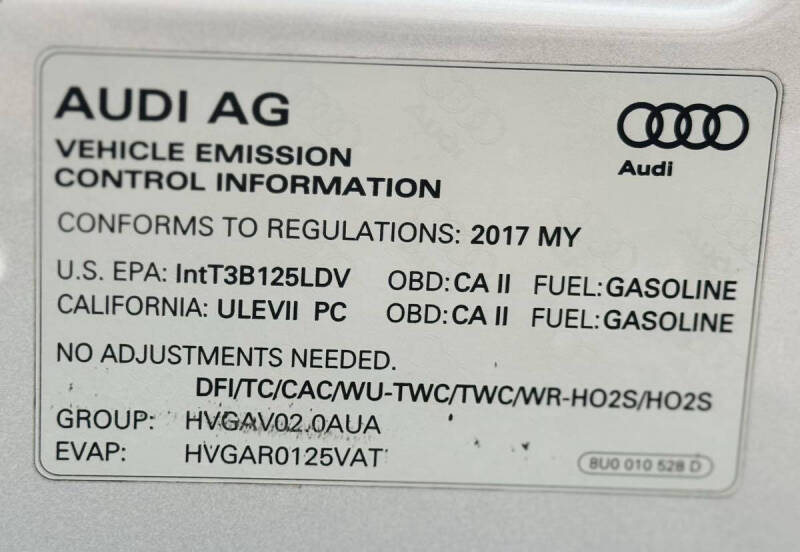 AUDI AG
Audi
VEHICLE EMISSION
CONTROL INFORMATION
CONFORMS TO REGULATIONS: 2017 MY
U.S. EPA: IntT3B125LDV OBD: CA II FUEL: GASOLINE
CALIFORNIA: ULEVII PC OBD: CA II FUEL: GASOLINE
NO ADJUSTMENTS NEEDED.
DFI/TC/CAC/WU-TWC/TWC/WR-HO2S/HO2S
GROUP: HVGAV02.0AUA
EVAP: HVGAR0125VAT
8U0 010 528 D